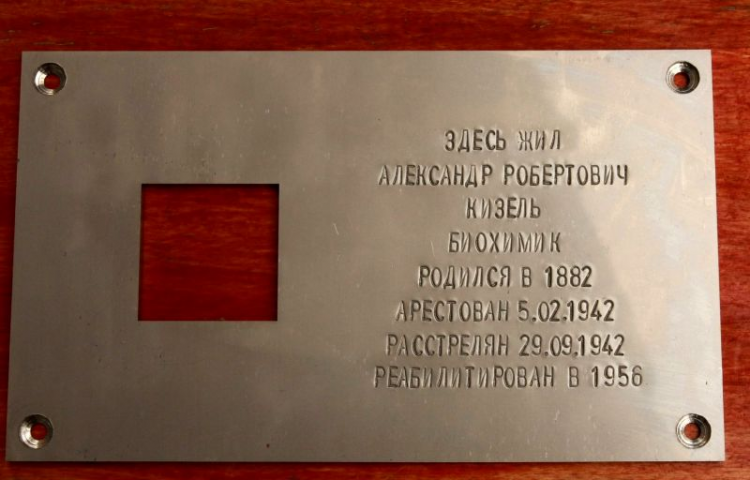 ЗДЕСЬ ЖИЛ
АЛЕКСАНДР РОБЕРТОВИЧ
КИЗЕЛЬ
БИОХИМИК
РОДИЛСЯ В 1882
АРЕСТОВАН 5.02.1942
РАССТРЕЛЯН 29.09.1942
РЕАБИЛИТИРОВАН В 1956